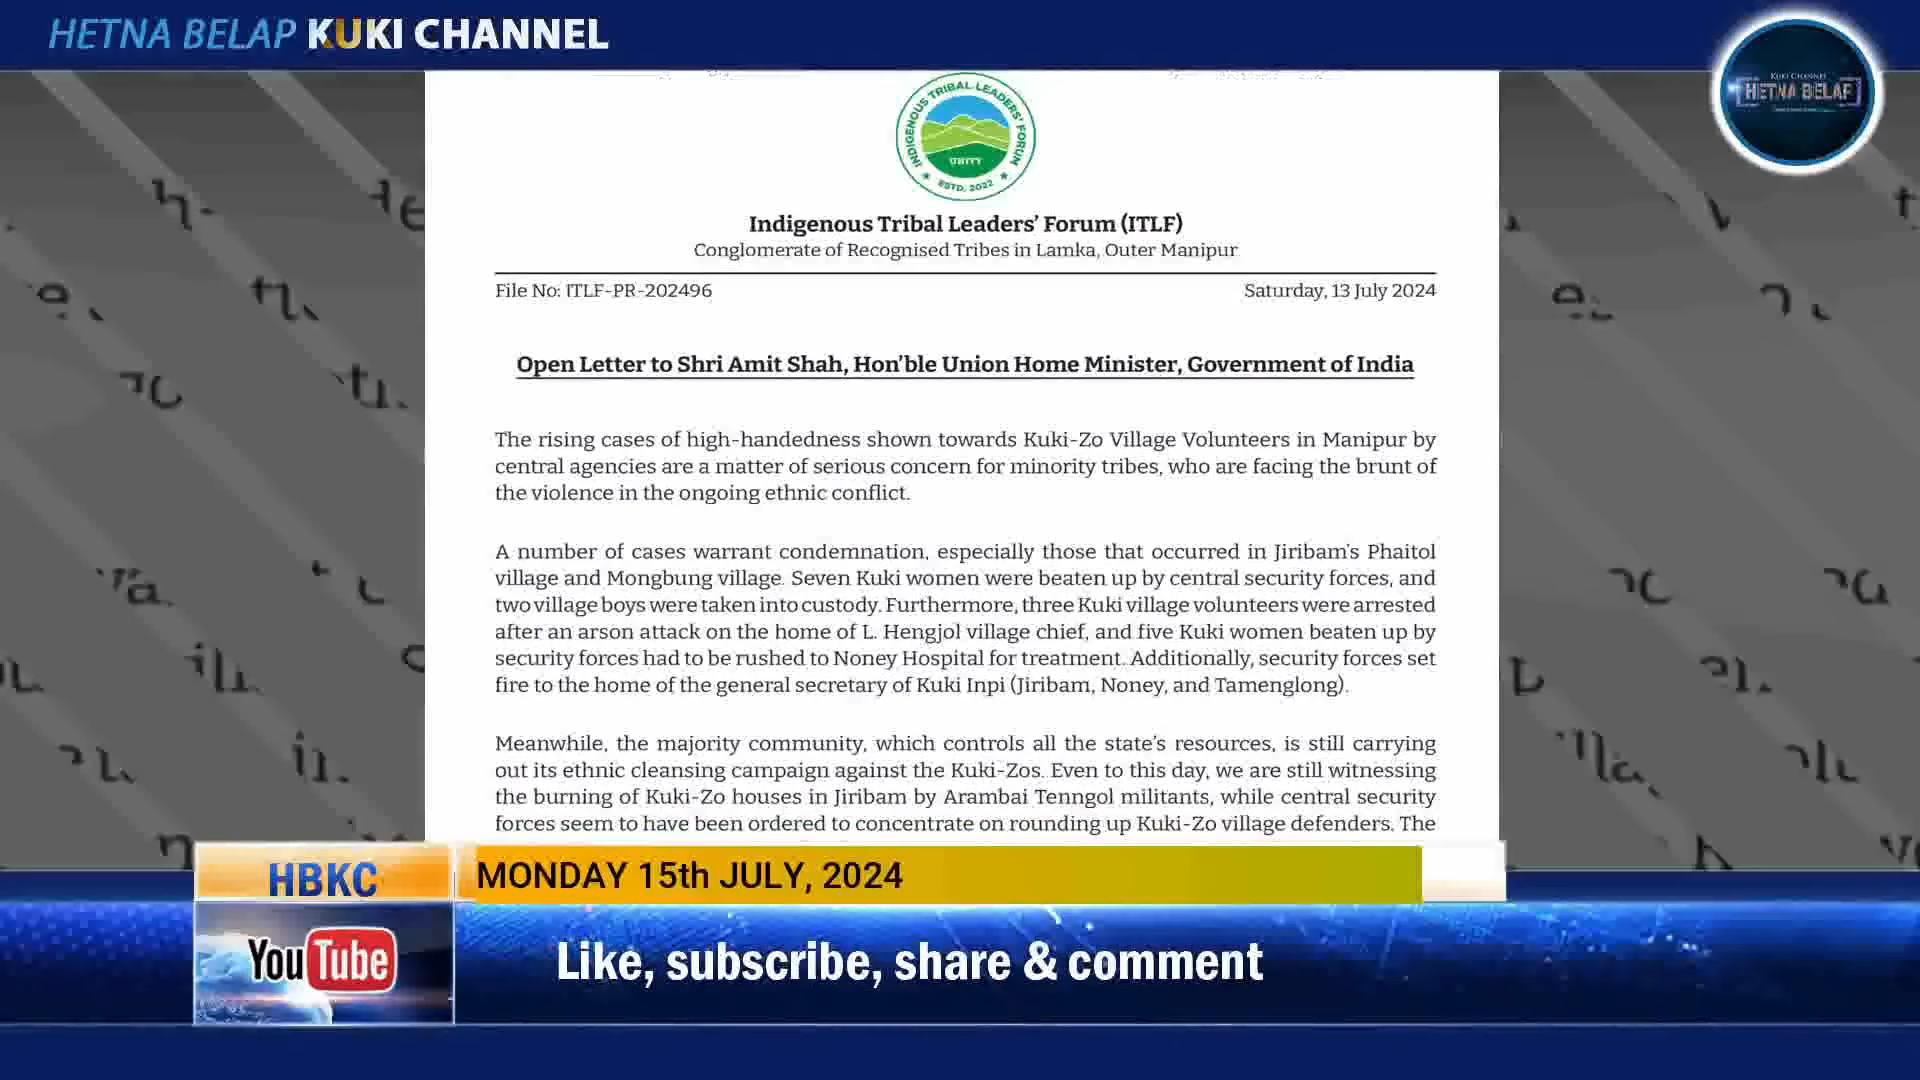 HETNA BELAP KUKI CHANNEL
KUKI CHANNEL
HETNA BELAP
INDIGENOUS TRIBAL LEADERS' FORUM
UNITY
ESTD. 2022
Indigenous Tribal Leaders’ Forum (ITLF)
Conglomerate of Recognised Tribes in Lamka, Outer Manipur
File No: ITLF-PR-202496
Saturday, 13 July 2024
Open Letter to Shri Amit Shah, Hon’ble Union Home Minister, Government of India
The rising cases of high-handedness shown towards Kuki-Zo Village Volunteers in Manipur by
central agencies are a matter of serious concern for minority tribes, who are facing the brunt of
the violence in the ongoing ethnic conflict.
A number of cases warrant condemnation, especially those that occurred in Jiribam's Phaitol
village and Mongbung village. Seven Kuki women were beaten up by central security forces, and
two village boys were taken into custody. Furthermore, three Kuki village volunteers were arrested
after an arson attack on the home of L. Hengjol village chief, and five Kuki women beaten up by
security forces had to be rushed to Noney Hospital for treatment. Additionally, security forces set
fire to the home of the general secretary of Kuki Inpi (Jiribam, Noney, and Tamenglong).
Meanwhile, the majority community, which controls all the state's resources, is still carrying
out its ethnic cleansing campaign against the Kuki-Zos. Even to this day, we are still witnessing
the burning of Kuki-Zo houses in Jiribam by Arambai Tenngol militants, while central security
forces seem to have been ordered to concentrate on rounding up Kuki-Zo village defenders. The
HBKC
MONDAY 15th JULY, 2024
YouTube
Like, subscribe, share & comment